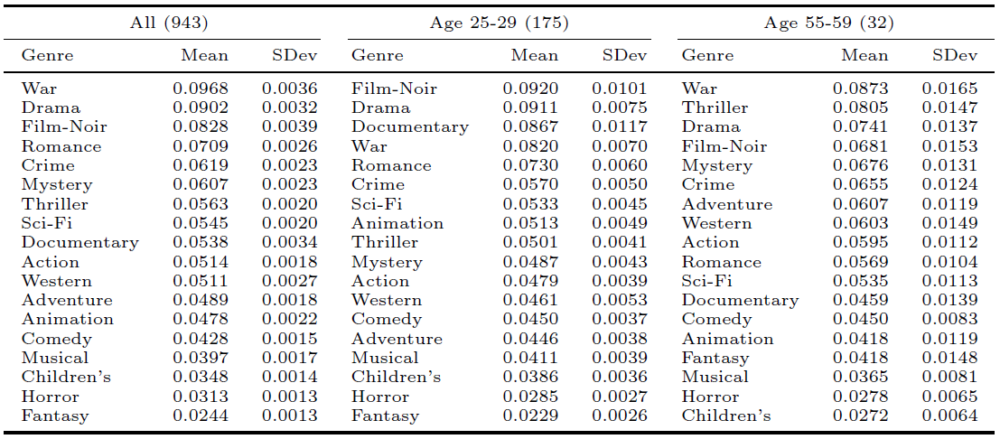 All (943) Age 25-29 (175) Age 55-59 (32)
Genre Mean SDev Genre Mean SDev Genre Mean SDev
War 0.0968 0.0036 Film-Noir 0.0920 0.0101 War 0.0873 0.0165
Drama 0.0902 0.0032 Drama 0.0911 0.0075 Thriller 0.0805 0.0147
Film-Noir 0.0828 0.0039 Documentary 0.0867 0.0117 Drama 0.0741 0.0137
Romance 0.0709 0.0026 War 0.0820 0.0070 Film-Noir 0.0681 0.0153
Crime 0.0619 0.0023 Romance 0.0730 0.0060 Mystery 0.0676 0.0131
Mystery 0.0607 0.0023 Crime 0.0570 0.0050 Crime 0.0655 0.0124
Thriller 0.0563 0.0020 Sci-Fi 0.0533 0.0045 Adventure 0.0607 0.0119
Sci-Fi 0.0545 0.0020 Animation 0.0513 0.0049 Western 0.0603 0.0149
Documentary 0.0538 0.0034 Thriller 0.0501 0.0041 Action 0.0595 0.0112
Action 0.0514 0.0018 Mystery 0.0487 0.0043 Romance 0.0569 0.0104
Western 0.0511 0.0027 Action 0.0479 0.0039 Sci-Fi 0.0535 0.0113
Adventure 0.0489 0.0018 Western 0.0461 0.0053 Documentary 0.0459 0.0139
Animation 0.0478 0.0022 Comedy 0.0450 0.0037 Comedy 0.0450 0.0083
Comedy 0.0428 0.0015 Adventure 0.0446 0.0038 Animation 0.0418 0.0119
Musical 0.0397 0.0017 Musical 0.0411 0.0039 Fantasy 0.0418 0.0148
Children's 0.0348 0.0014 Children's 0.0386 0.0036 Musical 0.0365 0.0081
Horror 0.0313 0.0013 Horror 0.0285 0.0027 Horror 0.0278 0.0065
Fantasy 0.0244 0.0013 Fantasy 0.0229 0.0026 Children's 0.0272 0.0064